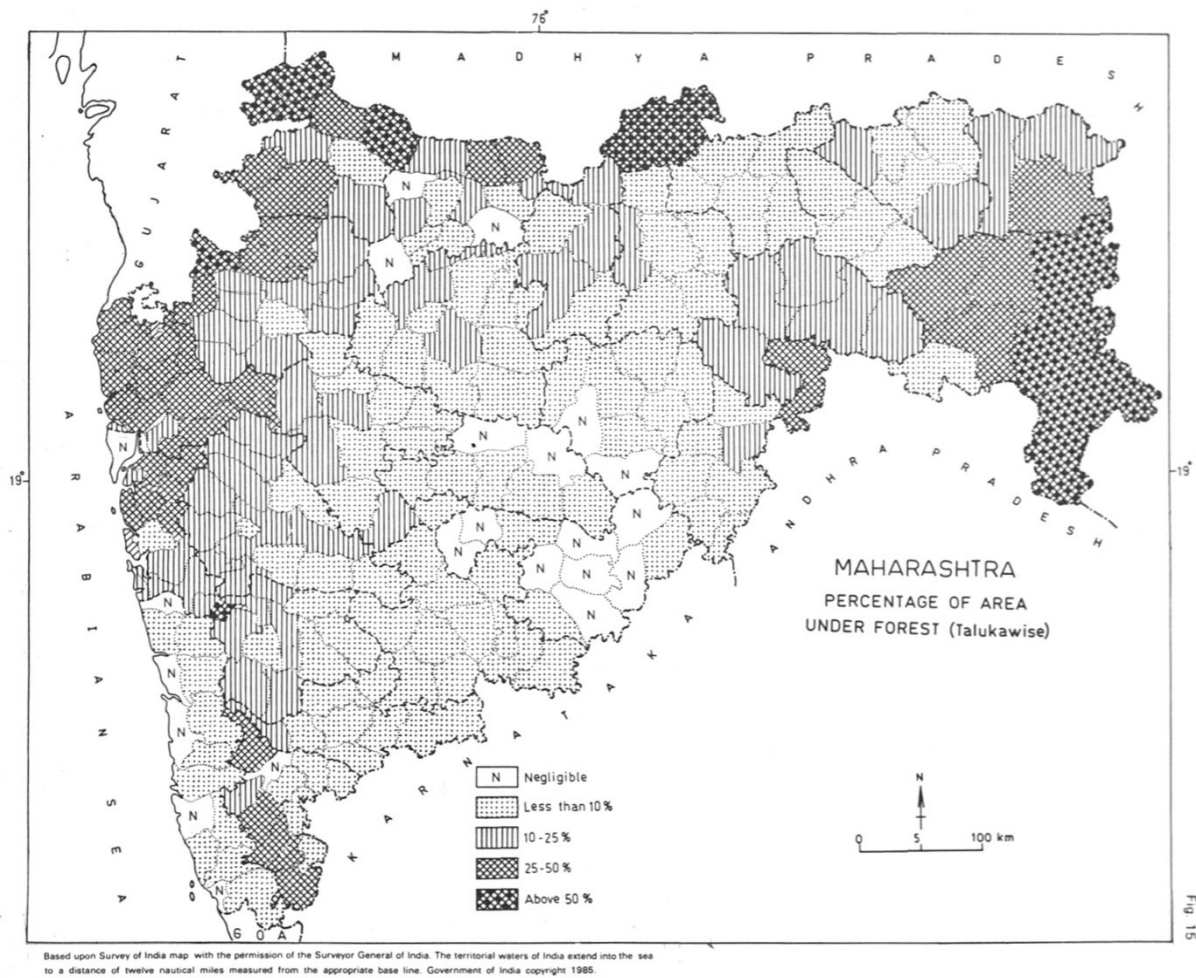 76°
MADHYA PRADESH
GUJARAT
N
N
N
N
N
N
N
N
19°
19°
ARABIAN SEA
ANDHRA PRADESH
N
N
N
N
N
N
N
N
N
N
N
N
N
N
KARNATAKA
MAHARASHTRA
PERCENTAGE OF AREA
UNDER FOREST (Talukawise)
N Negligible
Less than 10%
10-25%
25-50%
Above 50%
N
0 5 100 km
GOA
Fig. 15
Based upon Survey of India map with the permission of the Surveyor General of India. The territorial waters of India extend into the sea
to a distance of twelve nautical miles measured from the appropriate base line. Government of India copyright 1985.